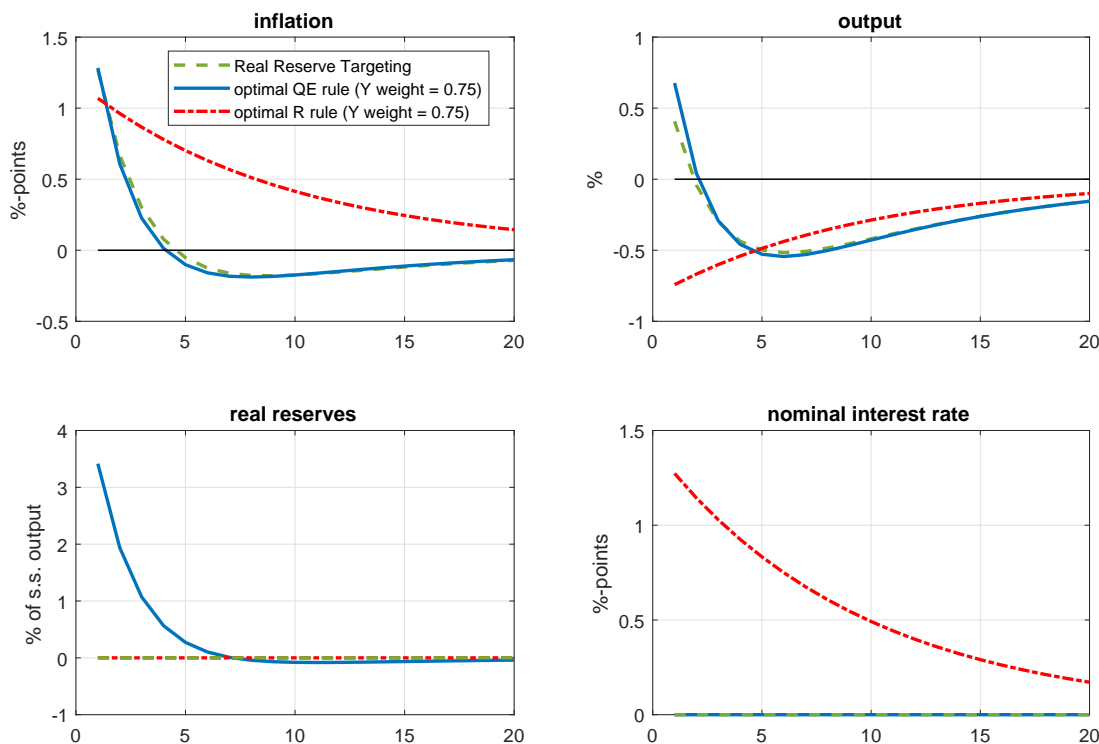 inflation
1.5
1
0.5
0
-0.5
%-points
Real Reserve Targeting
optimal QE rule (Y weight = 0.75)
optimal R rule (Y weight = 0.75)
0 5 10 15 20
output
1
0.5
0
-0.5
-1
%
0 5 10 15 20
real reserves
4
3
2
1
0
-1
% of s.s. output
0 5 10 15 20
nominal interest rate
1.5
1
0.5
0
%-points
0 5 10 15 20